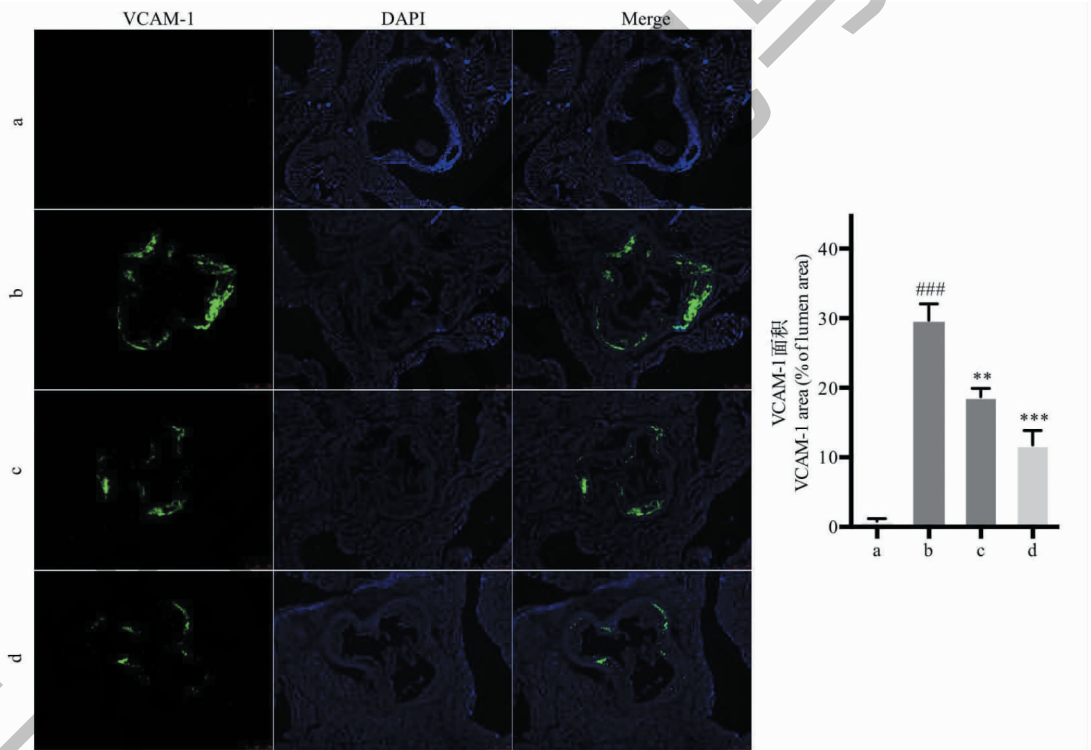 VCAM-1 DAPI Merge
a
b
c
d
VCAM-1 面积
VCAM-1 area (% of lumen area)
40
30
20
10
0
###
**
***
a b c d